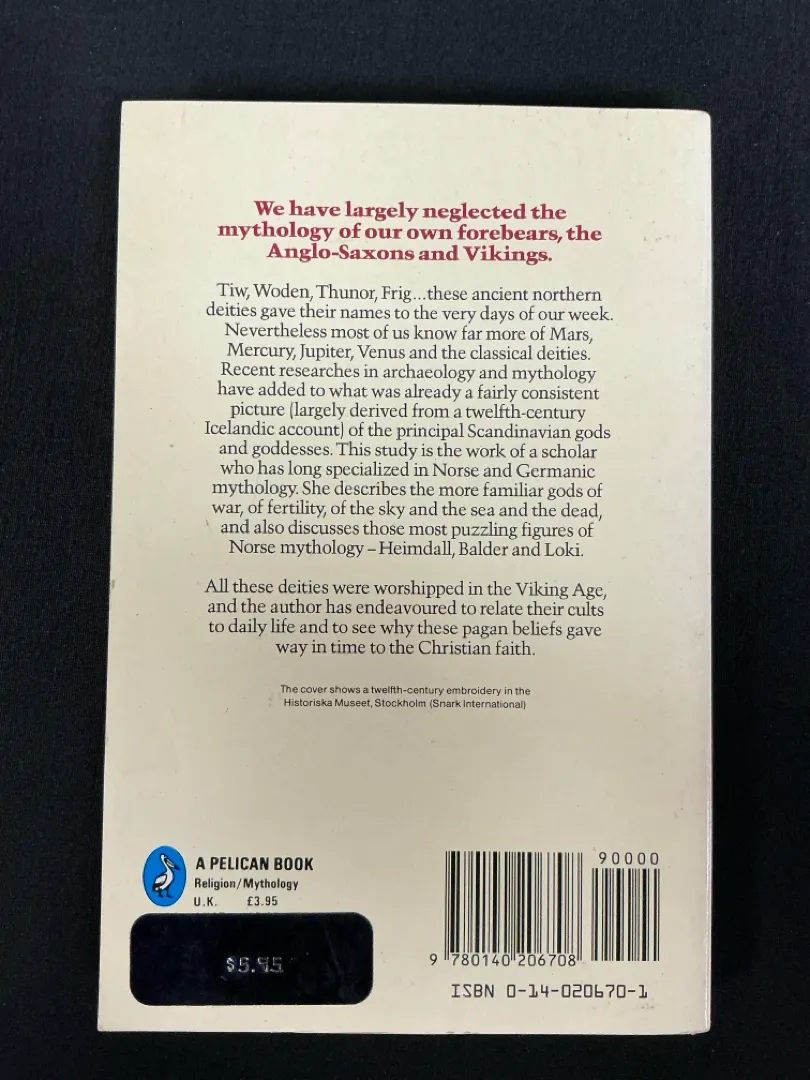 We have largely neglected the
mythology of our own forebears, the
Anglo-Saxons and Vikings.
Tiw, Woden, Thunor, Frig...these ancient northern
deities gave their names to the very days of our week.
Nevertheless most of us know far more of Mars,
Mercury, Jupiter, Venus and the classical deities.
Recent researches in archaeology and mythology
have added to what was already a fairly consistent
picture (largely derived from a twelfth-century
Icelandic account) of the principal Scandinavian gods
and goddesses. This study is the work of a scholar
who has long specialized in Norse and Germanic
mythology. She describes the more familiar gods of
war, of fertility, of the sky and the sea and the dead,
and also discusses those most puzzling figures of
Norse mythology – Heimdall, Balder and Loki.
All these deities were worshipped in the Viking Age,
and the author has endeavoured to relate their cults
to daily life and to see why these pagan beliefs gave
way in time to the Christian faith.
The cover shows a twelfth-century embroidery in the
Historiska Museet, Stockholm (Snark International)
A PELICAN BOOK
Religion/Mythology
U.K. £3.95
$5.95
90000
9 780140 206708
ISBN 0-14-020670-1